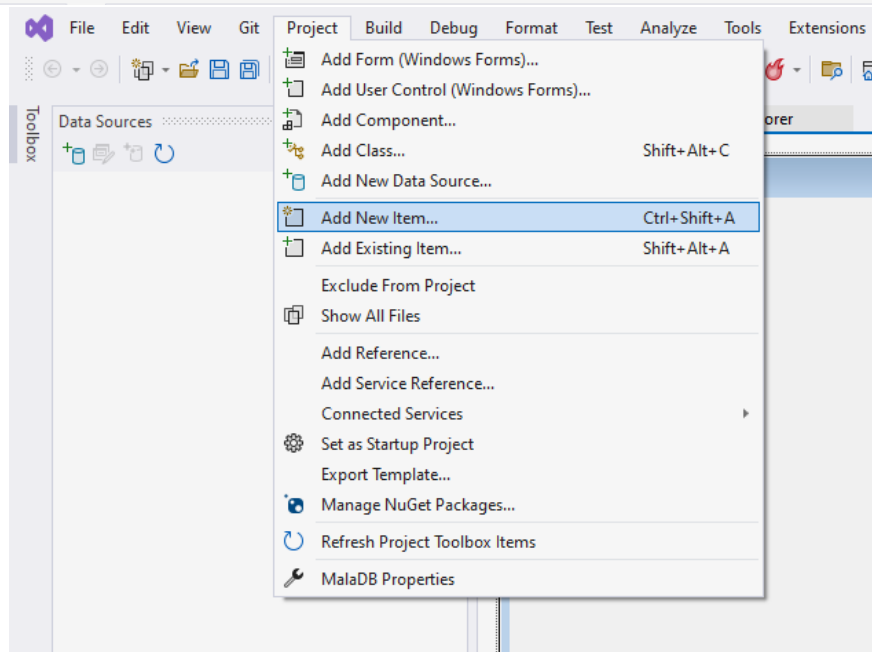 File Edit View Git Project Build Debug Format Test Analyze Tools Extensions
Toolbox
Data Sources
orer
Add Form (Windows Forms)...
Add User Control (Windows Forms)...
Add Component...
Add Class... Shift+Alt+C
Add New Data Source...
Add New Item... Ctrl+Shift+A
Add Existing Item... Shift+Alt+A
Exclude From Project
Show All Files
Add Reference...
Add Service Reference...
Connected Services
Set as Startup Project
Export Template...
Manage NuGet Packages...
Refresh Project Toolbox Items
MalaDB Properties